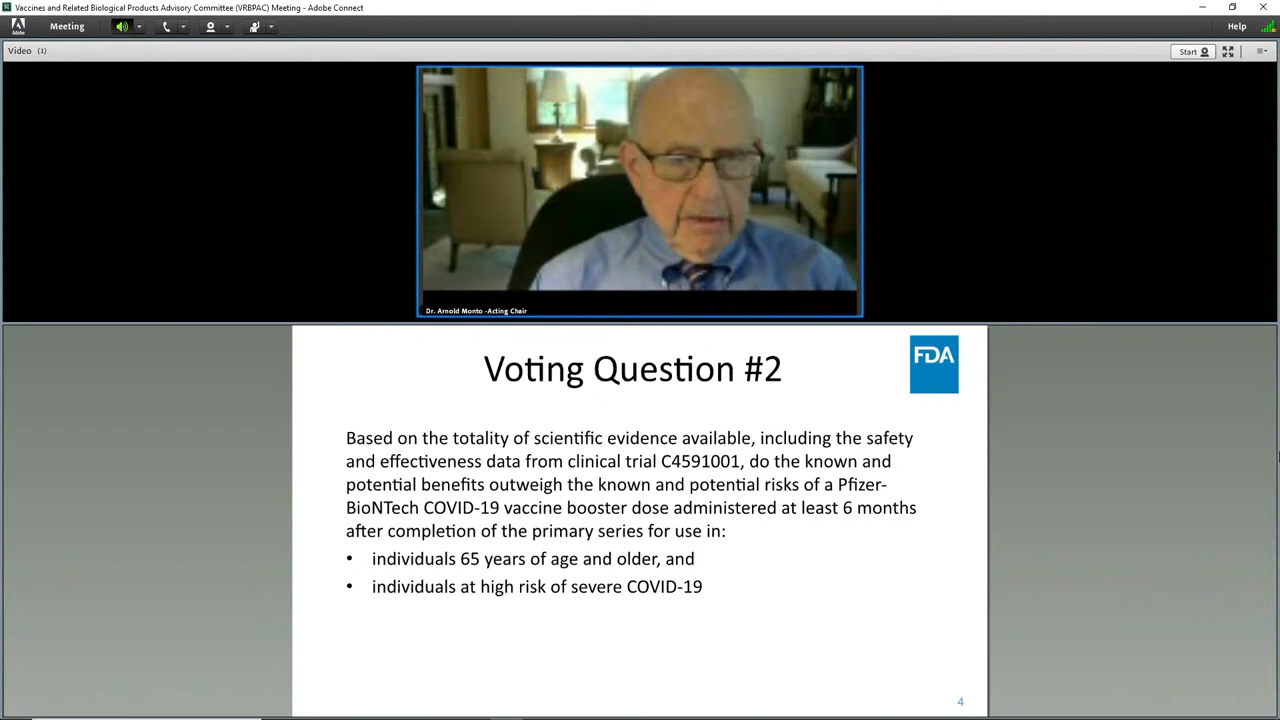 Vaccines and Related Biological Products Advisory Committee (VRBPAC) Meeting - Adobe Connect
Meeting
Help
Video (1)
Start
Dr. Arnold Monto -Acting Chair
Voting Question #2
FDA
Based on the totality of scientific evidence available, including the safety
and effectiveness data from clinical trial C4591001, do the known and
potential benefits outweigh the known and potential risks of a Pfizer-
BioNTech COVID-19 vaccine booster dose administered at least 6 months
after completion of the primary series for use in:
• individuals 65 years of age and older, and
• individuals at high risk of severe COVID-19
4